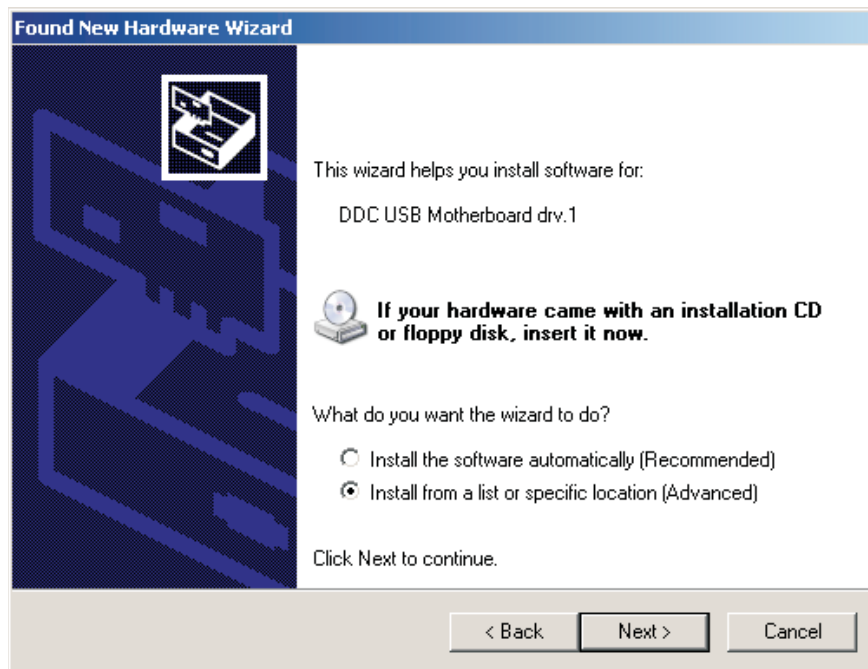 Found New Hardware Wizard
This wizard helps you install software for:
DDC USB Motherboard drv.1
If your hardware came with an installation CD
or floppy disk, insert it now.
What do you want the wizard to do?
Install the software automatically (Recommended)
Install from a list or specific location (Advanced)
Click Next to continue.
< Back Next > Cancel